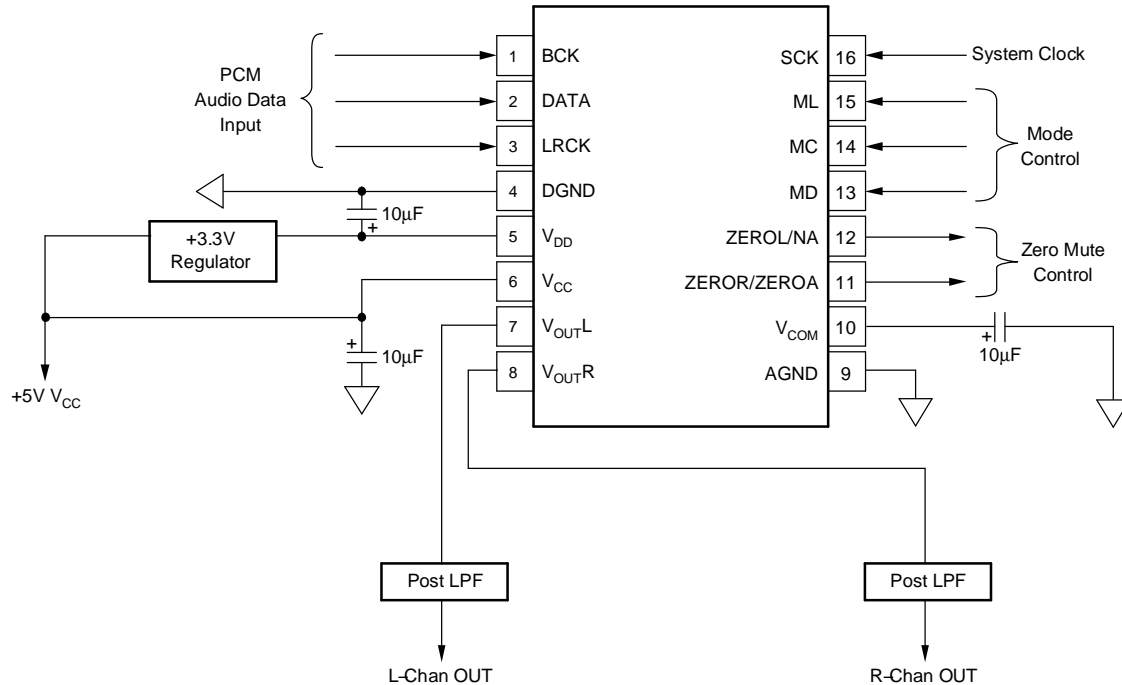 PCM
Audio Data
Input
1 BCK
2 DATA
3 LRCK
4 DGND
10μF
+
+3.3V
Regulator
5 VDD
6 VCC
7 VOUTL
+
10μF
8 VOUTR
+5V VCC
SCK 16
System Clock
ML 15
MC 14
MD 13
Mode
Control
ZEROL/NA 12
ZEROR/ZEROA 11
Zero Mute
Control
VCOM 10
+
10μF
AGND 9
Post LPF
Post LPF
L–Chan OUT
R–Chan OUT